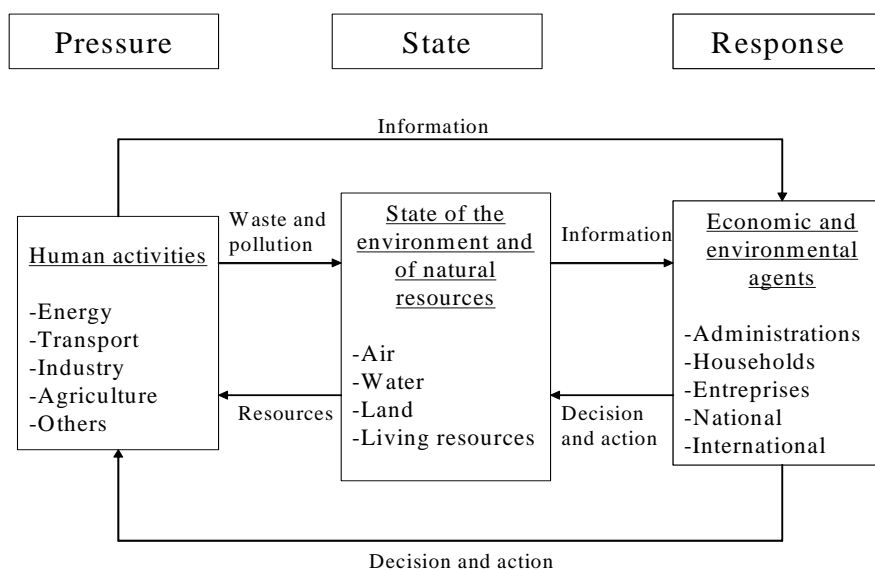 Pressure
State
Response
Information
Human activities
-Energy
-Transport
-Industry
-Agriculture
-Others
Waste and
pollution
Resources
State of the
environment and
of natural
resources
-Air
-Water
-Land
-Living resources
Information
Decision
and action
Economic and
environmental
agents
-Administrations
-Households
-Entreprises
-National
-International
Decision and action